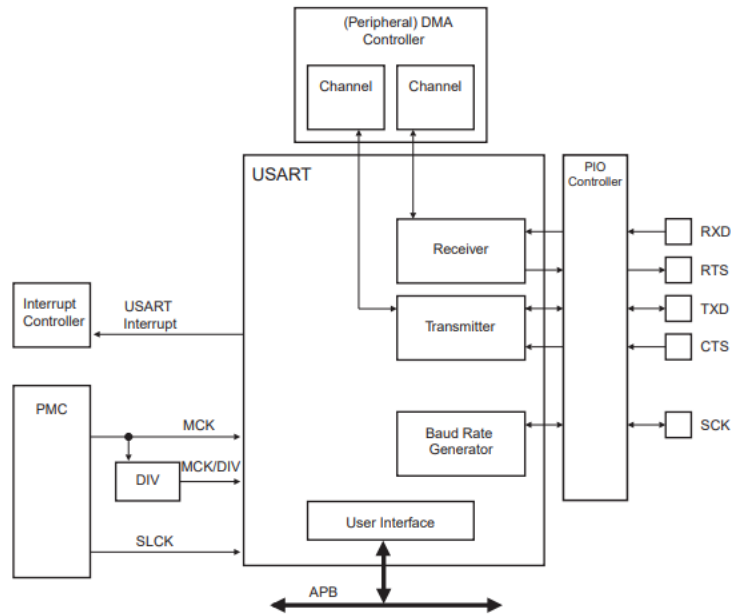 (Peripheral) DMA
Controller
Channel
Channel
USART
PIO
Controller
Receiver
RXD
RTS
Interrupt
Controller
USART
Interrupt
Transmitter
TXD
CTS
PMC
MCK
DIV
MCK/DIV
Baud Rate
Generator
SCK
User Interface
SLCK
APB